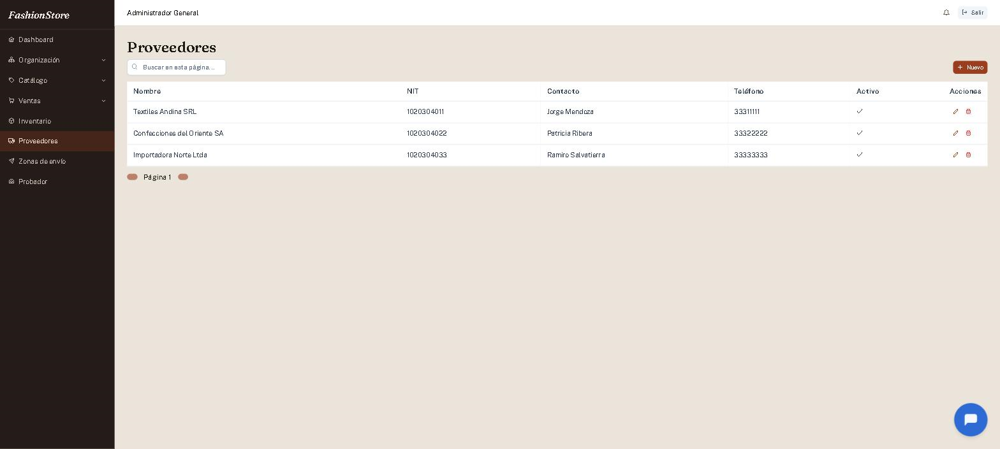 FashionStore
Administrador General
Salir
Dashboard
Organización
Catálogo
Ventas
Inventario
Proveedores
Zonas de envío
Probador
Proveedores
Buscar en esta página...
Nuevo
Nombre NIT Contacto Teléfono Activo Acciones
Textiles Andina SRL 1020304011 Jorge Mendoza 33311111
Confecciones del Oriente SA 1020304022 Patricia Ribera 33322222
Importadora Norte Ltda 1020304033 Ramiro Salvatierra 33333333
Página 1